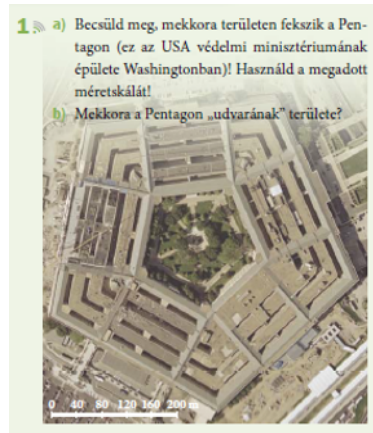 1. a) Becsüld meg, mekkora területen fekszik a Pen-
tagon (ez az USA védelmi minisztériumának
épülete Washingtonban)! Használd a megadott
méretskálát!
b) Mekkora a Pentagon „udvarának” területe?
0 40 80 120 160 200 m